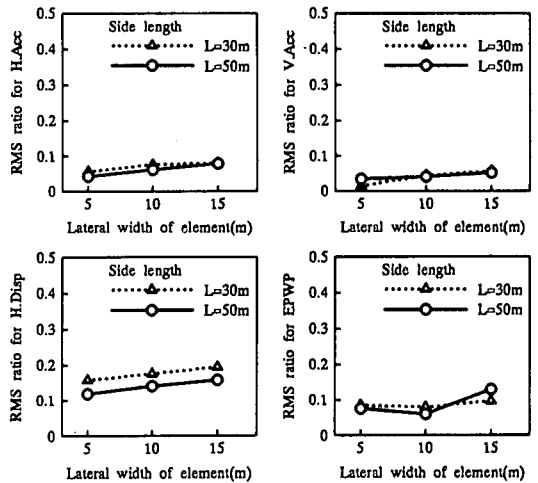 RMS ratio for H.Acc
0.5
0.4
0.3
0.2
0.1
0
Side length
L=30m
L=50m
5 10 15
Lateral width of element(m)
RMS ratio for V.Acc
0.5
0.4
0.3
0.2
0.1
0
Side length
L=30m
L=50m
5 10 15
Lateral width of element(m)
RMS ratio for H.Disp
0.5
0.4
0.3
0.2
0.1
0
Side length
L=30m
L=50m
5 10 15
Lateral width of element(m)
RMS ratio for EPWP
0.5
0.4
0.3
0.2
0.1
0
Side length
L=30m
L=50m
5 10 15
Lateral width of element(m)